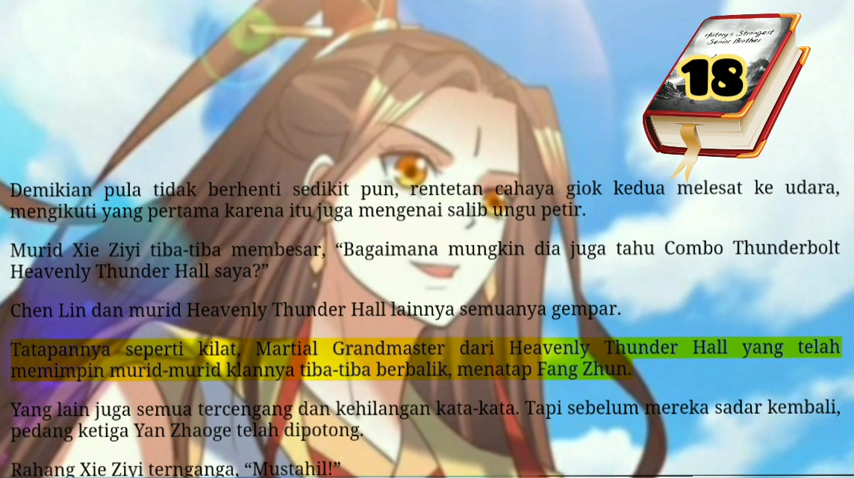 History's Strongest
Senior Brother
18
Demikian pula tidak berhenti sedikit pun, rentetan cahaya giok kedua melesat ke udara,
mengikuti yang pertama karena itu juga mengenai salib ungu petir.
Murid Xie Ziyi tiba-tiba membesar, “Bagaimana mungkin dia juga tahu Combo Thunderbolt
Heavenly Thunder Hall saya?”
Chen Lin dan murid Heavenly Thunder Hall lainnya semuanya gempar.
Tatapannya seperti kilat, Martial Grandmaster dari Heavenly Thunder Hall yang telah
memimpin murid-murid klannya tiba-tiba berbalik, menatap Fang Zhun.
Yang lain juga semua tercengang dan kehilangan kata-kata. Tapi sebelum mereka sadar kembali,
pedang ketiga Yan Zhaoge telah dipotong.
Rahang Xie Ziyi ternganga, “Mustahil!”